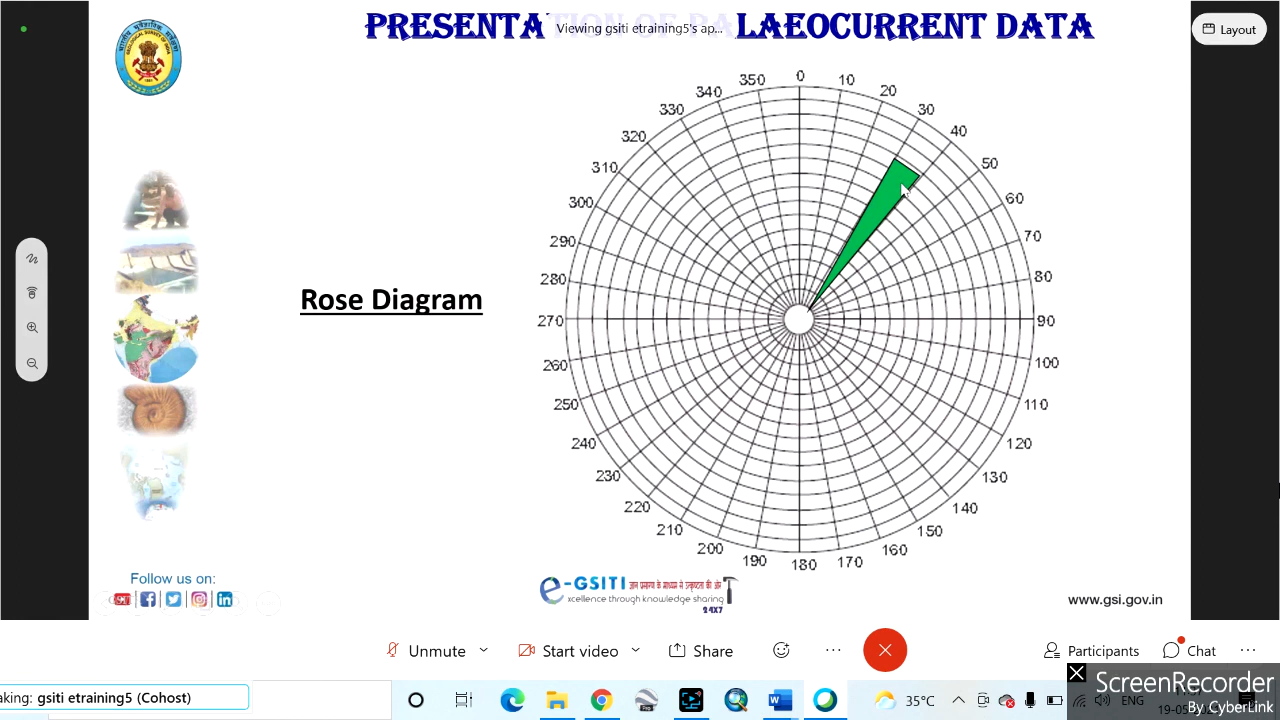 PRESENTATION OF PALAEOCURRENT DATA
Viewing gsiti etraining5's ap...
Layout
0
10
20
30
40
50
60
70
80
90
100
110
120
130
140
150
160
170
180
190
200
210
220
230
240
250
260
270
280
290
300
310
320
330
340
350
Rose Diagram
Follow us on:
e-GSITI
xcellence through knowledge sharing
24X7
www.gsi.gov.in
Unmute
Start video
Share
Participants
Chat
aking: gsiti etraining5 (Cohost)
35°C
ENG
ScreenRecorder
By CyberLink